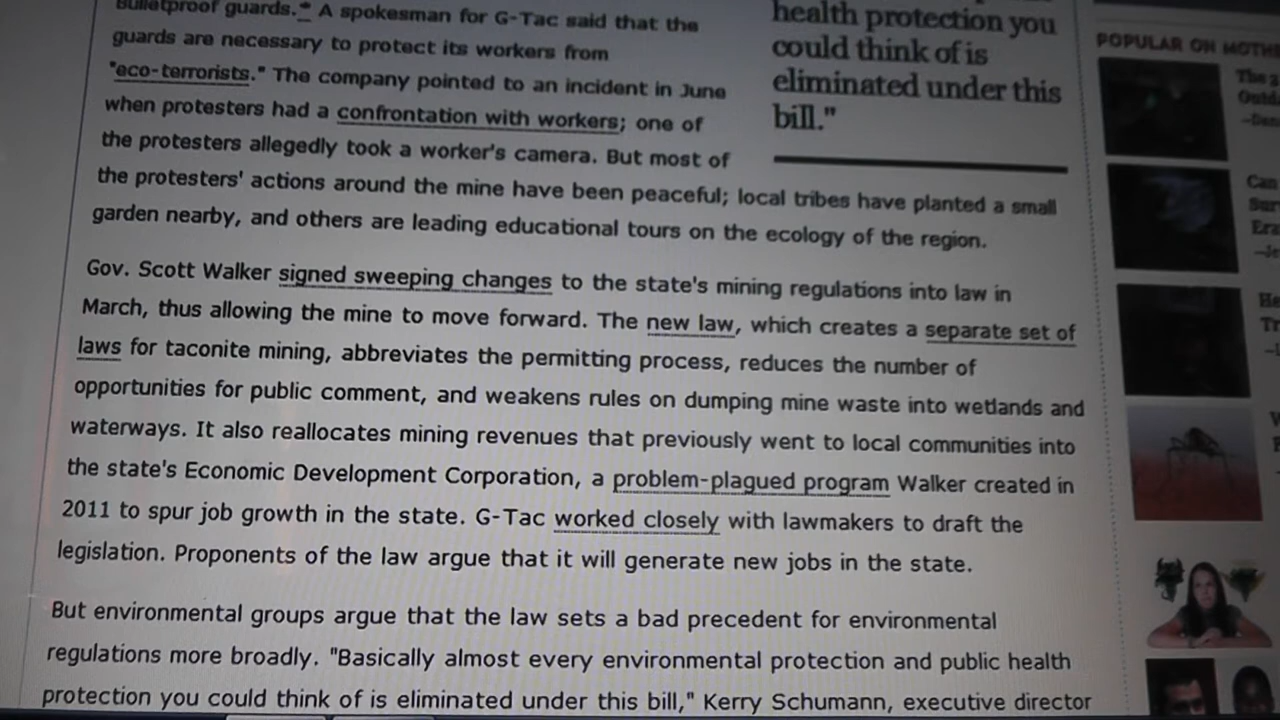 Bulletproof guards.* A spokesman for G-Tac said that the
guards are necessary to protect its workers from
"eco-terrorists." The company pointed to an incident in June
when protesters had a confrontation with workers; one of
the protesters allegedly took a worker's camera. But most of
the protesters' actions around the mine have been peaceful; local tribes have planted a small
garden nearby, and others are leading educational tours on the ecology of the region.
Gov. Scott Walker signed sweeping changes to the state's mining regulations into law in
March, thus allowing the mine to move forward. The new law, which creates a separate set of
laws for taconite mining, abbreviates the permitting process, reduces the number of
opportunities for public comment, and weakens rules on dumping mine waste into wetlands and
waterways. It also reallocates mining revenues that previously went to local communities into
the state's Economic Development Corporation, a problem-plagued program Walker created in
2011 to spur job growth in the state. G-Tac worked closely with lawmakers to draft the
legislation. Proponents of the law argue that it will generate new jobs in the state.
But environmental groups argue that the law sets a bad precedent for environmental
regulations more broadly. "Basically almost every environmental protection and public health
protection you could think of is eliminated under this bill," Kerry Schumann, executive director
health protection you
could think of is
eliminated under this
bill."
POPULAR ON MOTHE
The
Can